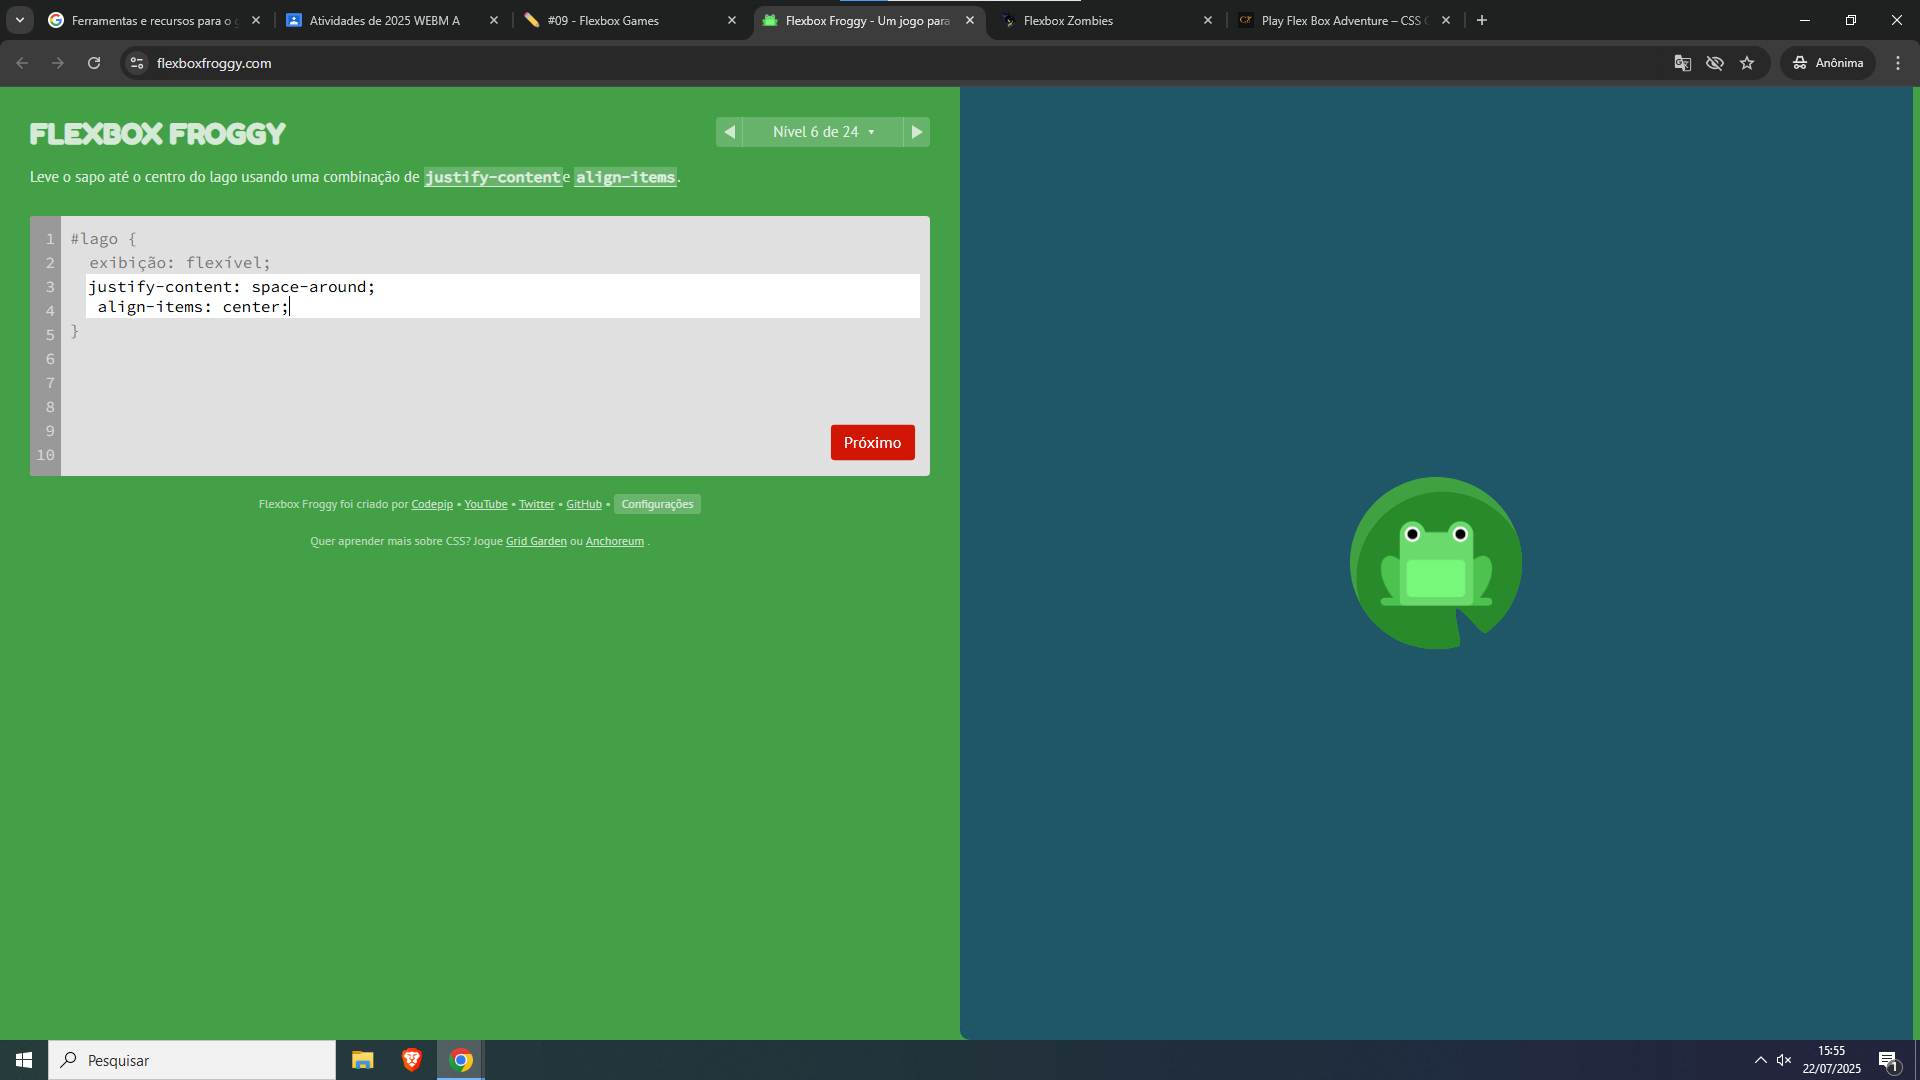 Ferramentas e recursos para o g
Atividades de 2025 WEBM A
#09 - Flexbox Games
Flexbox Froggy - Um jogo para
Flexbox Zombies
Play Flex Box Adventure – CSS G
flexboxfroggy.com
Anônima
FLEXBOX FROGGY
Nível 6 de 24 ▼
Leve o sapo até o centro do lago usando uma combinação de justify-content e align-items.
1 #lago {
2 exibição: flexível;
3 justify-content: space-around;
4 align-items: center;
5 }
6
7
8
9
10
Próximo
Flexbox Froggy foi criado por Codepip • YouTube • Twitter • GitHub • Configurações
Quer aprender mais sobre CSS? Jogue Grid Garden ou Anchoreum .
Pesquisar
15:55
22/07/2025
1